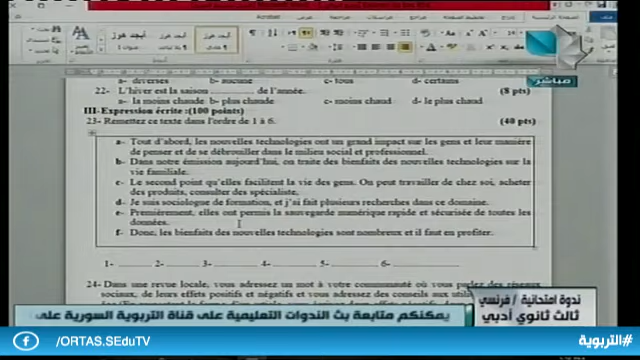 الصفحة الرئيسية
Acrobat
أبجد هوز
أبجد هوز
مباشر
a- diverses b- aucune c- tous d- certains
22- L'hiver est la saison ............ de l'année. (8 pts)
a- la moins chaude b- plus chaude c- moins chaud d- le plus chaud
III- Expression écrite :(100 points)
23- Remettez ce texte dans l'ordre de 1 à 6. (40 pts)
a- Tout d'abord, les nouvelles technologies ont un grand impact sur les gens et leur manière
de penser et de se débrouiller dans le milieu social et professionnel.
b- Dans notre émission aujourd'hui, on traite des bienfaits des nouvelles technologies sur la
vie familiale.
c- Le second point qu'elles facilitent la vie des gens. On peut travailler de chez soi, acheter
des produits, consulter des spécialiste.
d- Je suis sociologue de formation, et j'ai fait plusieurs recherches dans ce domaine.
e- Premièrement, elles ont permis la sauvegarde numérique rapide et sécurisée de toutes les
données.
f- Donc, les bienfaits des nouvelles technologies sont nombreux et il faut en profiter.
1- 2- 3- 4- 5- 6-
24- Dans une revue locale, vous adressez un mot à votre communauté où vous parlez des réseaux
sociaux, de leurs effets positifs et négatifs et vous adressez des conseils aux
ندوة امتحانية / فرنسي
ثالث ثانوي أدبي
يمكنكم متابعة بث الندوات التعليمية على قناة التربوية السورية على
/ORTAS.SEduTV
#التربوية